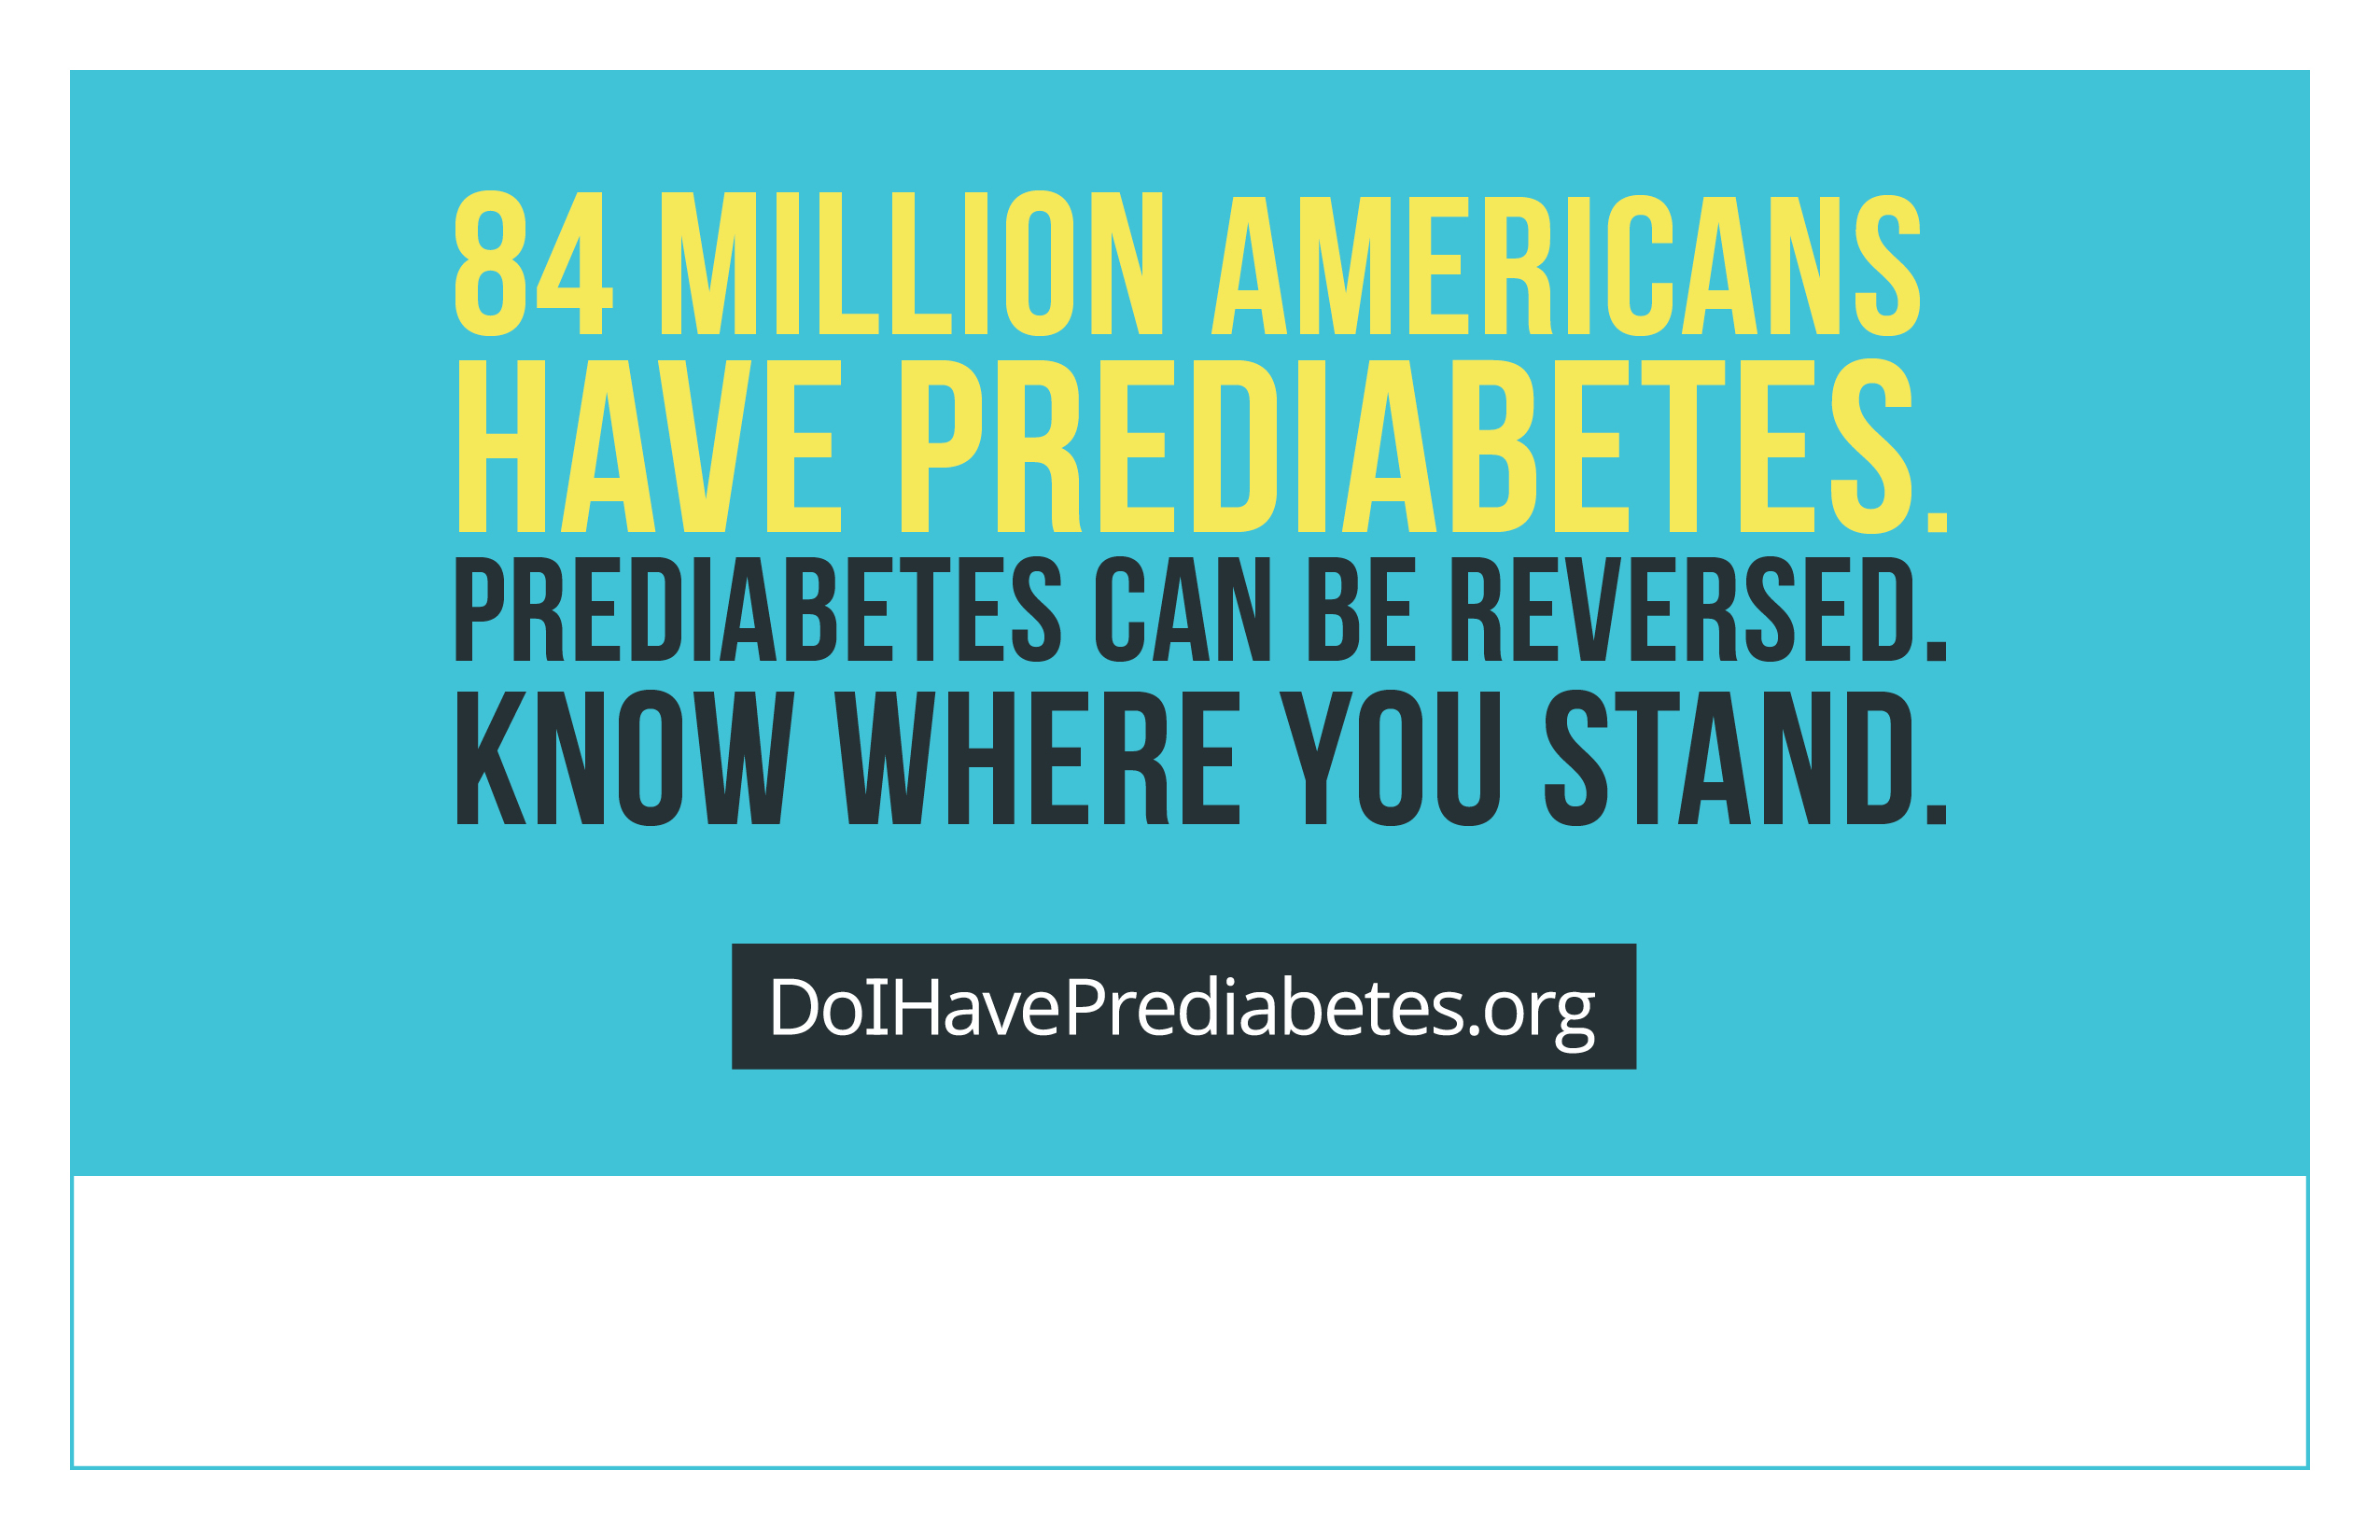 84 MILLION AMERICANS
HAVE PREDIABETES.
PREDIABETES CAN BE REVERSED.
KNOW WHERE YOU STAND.
DoIHavePrediabetes.org